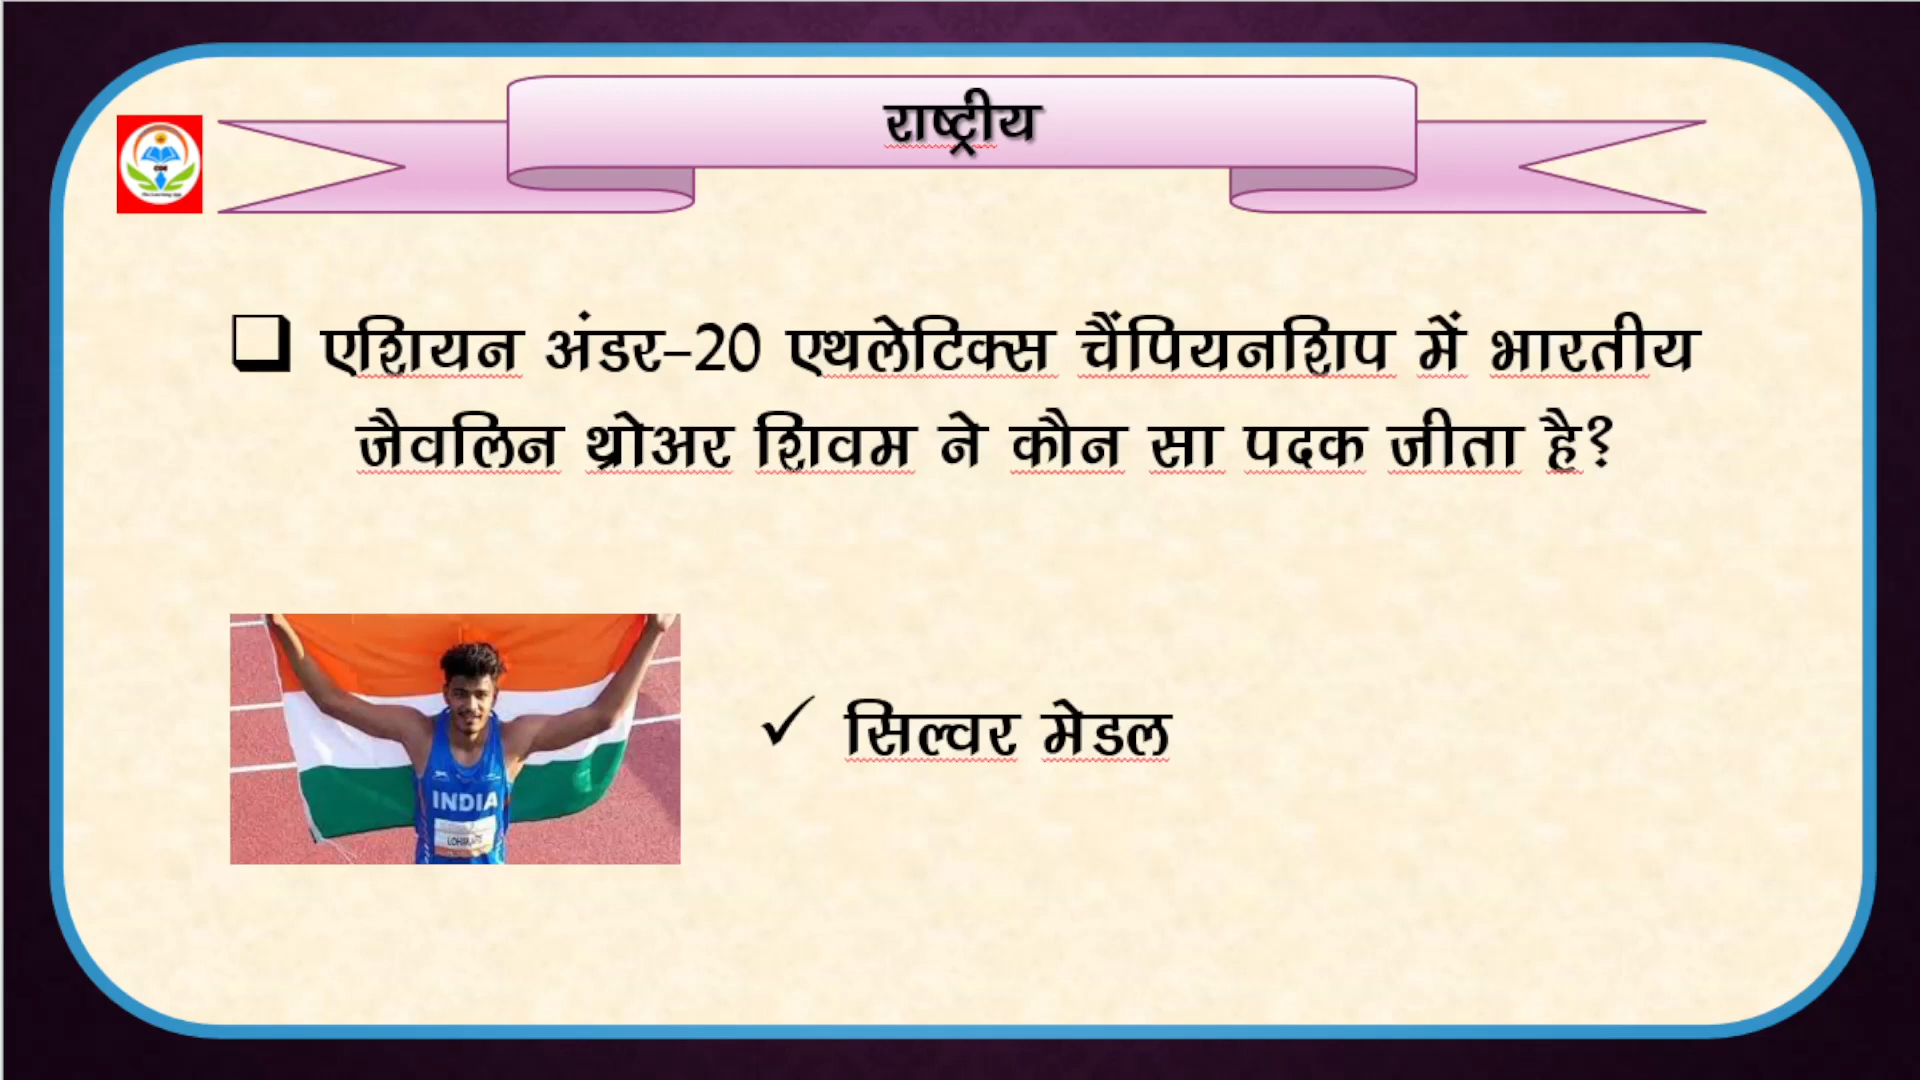 राष्ट्रीय
एशियन अंडर-20 एथलेटिक्स चैंपियनशिप में भारतीय
जैवलिन थ्रोअर शिवम ने कौन सा पदक जीता है?
सिल्वर मेडल
INDIA